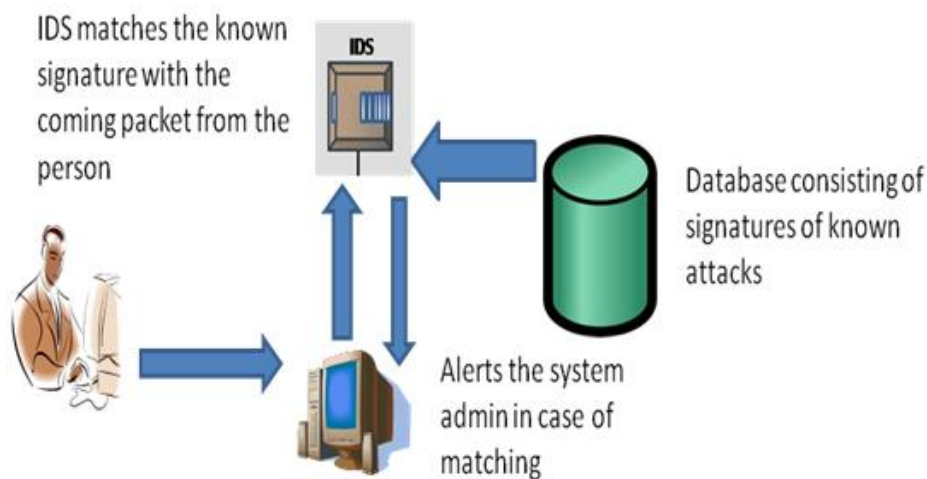 IDS matches the known
signature with the
coming packet from the
person
IDS
Database consisting of
signatures of known
attacks
Alerts the system
admin in case of
matching